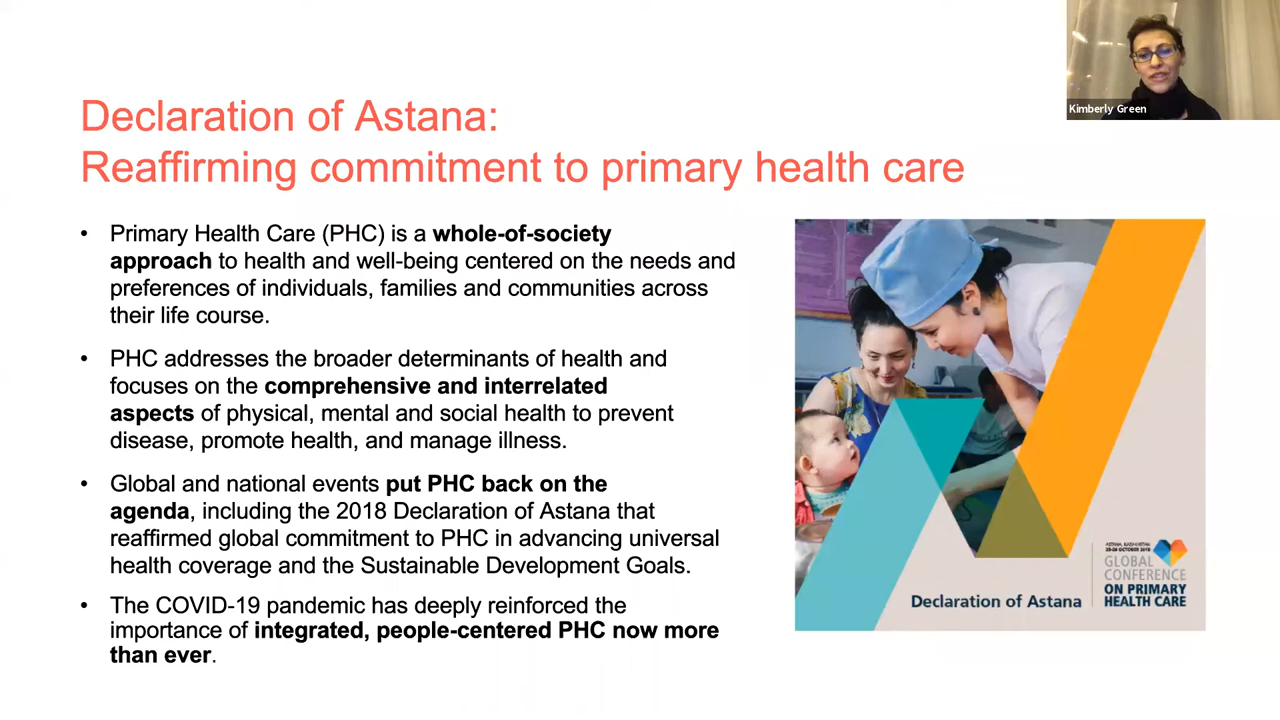 Kimberly Green
Declaration of Astana:
Reaffirming commitment to primary health care
• Primary Health Care (PHC) is a whole-of-society
approach to health and well-being centered on the needs and
preferences of individuals, families and communities across
their life course.
• PHC addresses the broader determinants of health and
focuses on the comprehensive and interrelated
aspects of physical, mental and social health to prevent
disease, promote health, and manage illness.
• Global and national events put PHC back on the
agenda, including the 2018 Declaration of Astana that
reaffirmed global commitment to PHC in advancing universal
health coverage and the Sustainable Development Goals.
• The COVID-19 pandemic has deeply reinforced the
importance of integrated, people-centered PHC now more
than ever.
Declaration of Astana
ASTANA, KAZAKHSTAN
25-26 OCTOBER 2018
GLOBAL
CONFERENCE
ON PRIMARY
HEALTH CARE